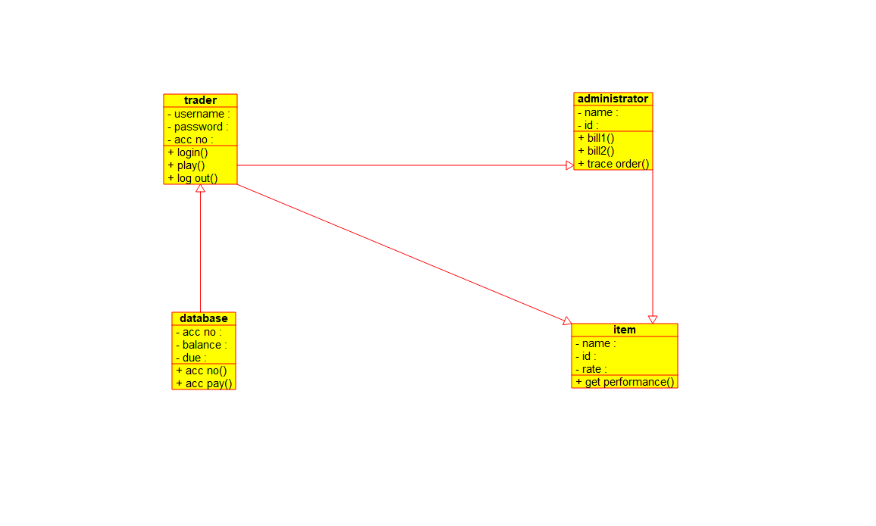 trader
- username :
- password :
- acc no :
+ login()
+ play()
+ log out()
administrator
- name :
- id :
+ bill1()
+ bill2()
+ trace order()
database
- acc no :
- balance :
- due :
+ acc no()
+ acc pay()
item
- name :
- id :
- rate :
+ get performance()